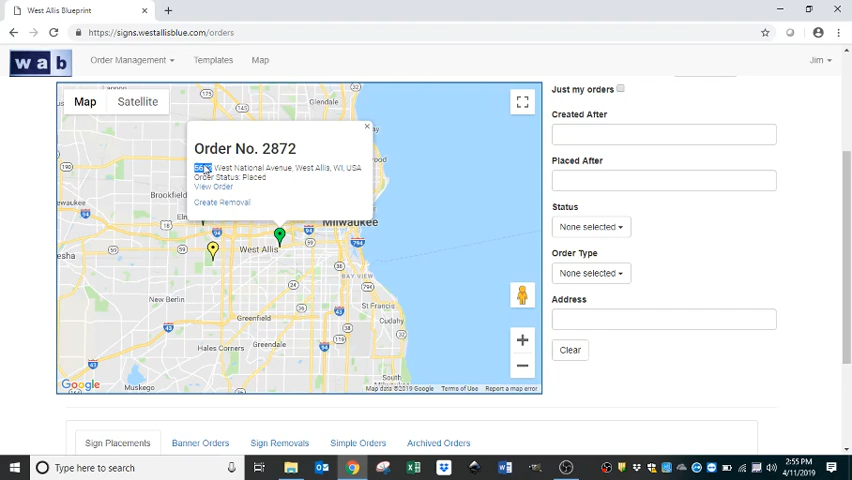 West Allis Blueprint
https://signs.westallisblue.com/orders
wab
Order Management
Templates
Map
Jim
Map
Satellite
Glendale
Order No. 2872
West National Avenue, West Allis, WI, USA
Order Status: Placed
View Order
Create Removal
Brookfield
Milwaukee
West Allis
BAY VIEW
New Berlin
St Francis
Greenfield
Cudahy
Hales Corners
Greendale
Muskego
Google
Map data ©2019 Google
Terms of Use
Report a map error
Just my orders
Created After
Placed After
Status
None selected
Order Type
None selected
Address
Clear
Sign Placements
Banner Orders
Sign Removals
Simple Orders
Archived Orders
Type here to search
2:55 PM
4/11/2019